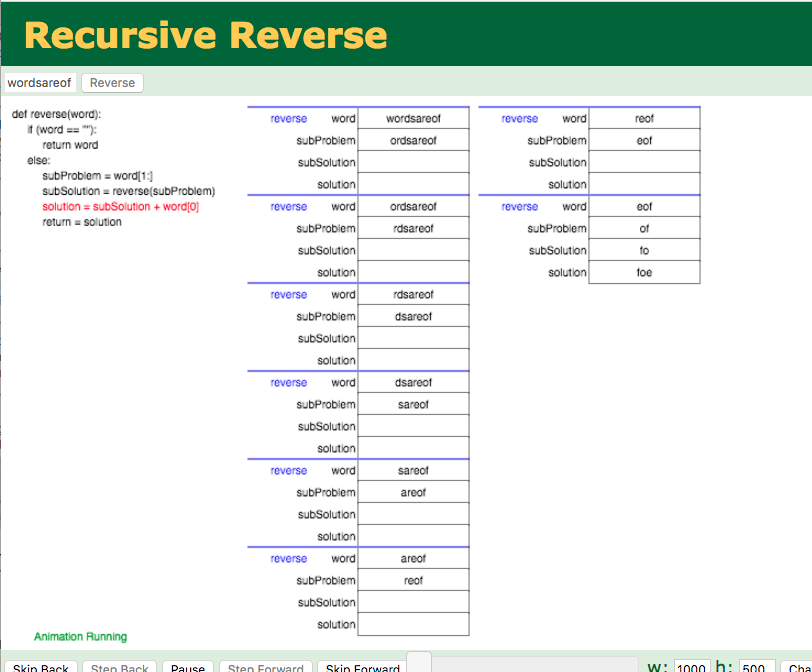 Recursive Reverse
wordsareof Reverse
def reverse(word):
if (word == ""):
return word
else:
subProblem = word[1:]
subSolution = reverse(subProblem)
solution = subSolution + word[0]
return = solution
reverse word wordsareof
subProblem ordsareof
subSolution
solution
reverse word ordsareof
subProblem rdsareof
subSolution
solution
reverse word rdsareof
subProblem dsareof
subSolution
solution
reverse word dsareof
subProblem sareof
subSolution
solution
reverse word sareof
subProblem areof
subSolution
solution
reverse word areof
subProblem reof
subSolution
solution
reverse word reof
subProblem eof
subSolution
solution
reverse word eof
subProblem of
subSolution fo
solution foe
Animation Running
Skip Back Step Back Pause Step Forward Skip Forward w: 1000 h: 500